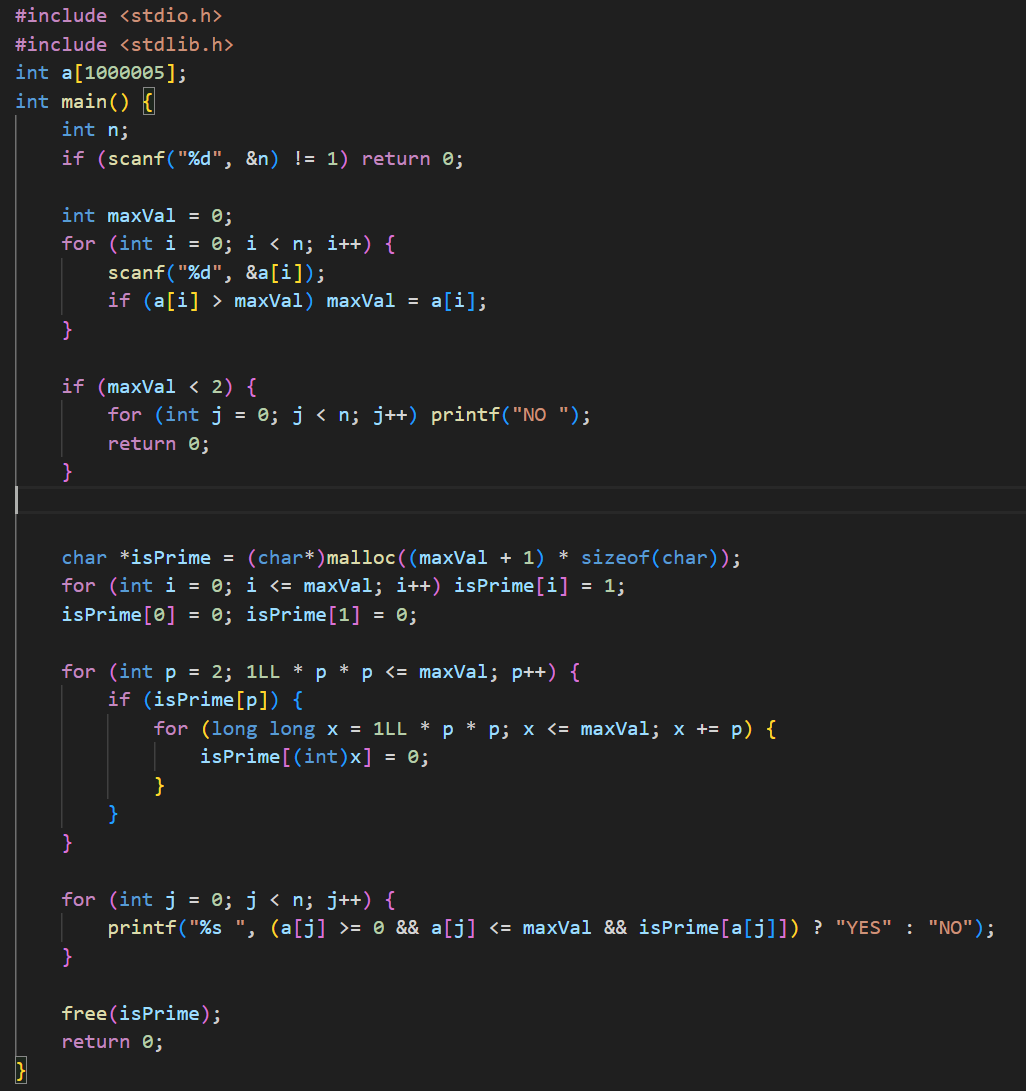 #include <stdio.h>
#include <stdlib.h>
int a[1000005];
int main() {
    int n;
    if (scanf("%d", &n) != 1) return 0;

    int maxVal = 0;
    for (int i = 0; i < n; i++) {
        scanf("%d", &a[i]);
        if (a[i] > maxVal) maxVal = a[i];
    }

    if (maxVal < 2) {
        for (int j = 0; j < n; j++) printf("NO ");
        return 0;
    }


    char *isPrime = (char*)malloc((maxVal + 1) * sizeof(char));
    for (int i = 0; i <= maxVal; i++) isPrime[i] = 1;
    isPrime[0] = 0; isPrime[1] = 0;

    for (int p = 2; 1LL * p * p <= maxVal; p++) {
        if (isPrime[p]) {
            for (long long x = 1LL * p * p; x <= maxVal; x += p) {
                isPrime[(int)x] = 0;
            }
        }
    }

    for (int j = 0; j < n; j++) {
        printf("%s ", (a[j] >= 0 && a[j] <= maxVal && isPrime[a[j]]) ? "YES" : "NO");
    }

    free(isPrime);
    return 0;
}